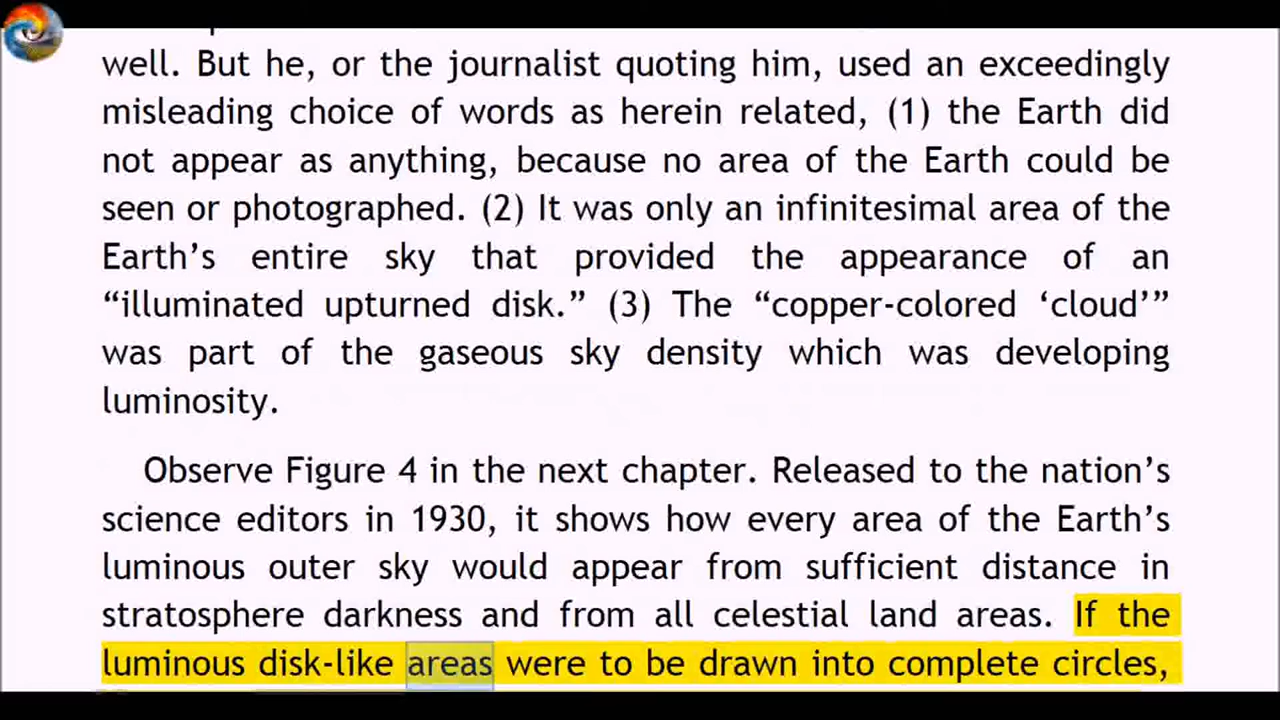 well. But he, or the journalist quoting him, used an exceedingly
misleading choice of words as herein related, (1) the Earth did
not appear as anything, because no area of the Earth could be
seen or photographed. (2) It was only an infinitesimal area of the
Earth’s entire sky that provided the appearance of an
“illuminated upturned disk.” (3) The “copper-colored ‘cloud’”
was part of the gaseous sky density which was developing
luminosity.
Observe Figure 4 in the next chapter. Released to the nation’s
science editors in 1930, it shows how every area of the Earth’s
luminous outer sky would appear from sufficient distance in
stratosphere darkness and from all celestial land areas. If the
luminous disk-like areas were to be drawn into complete circles,